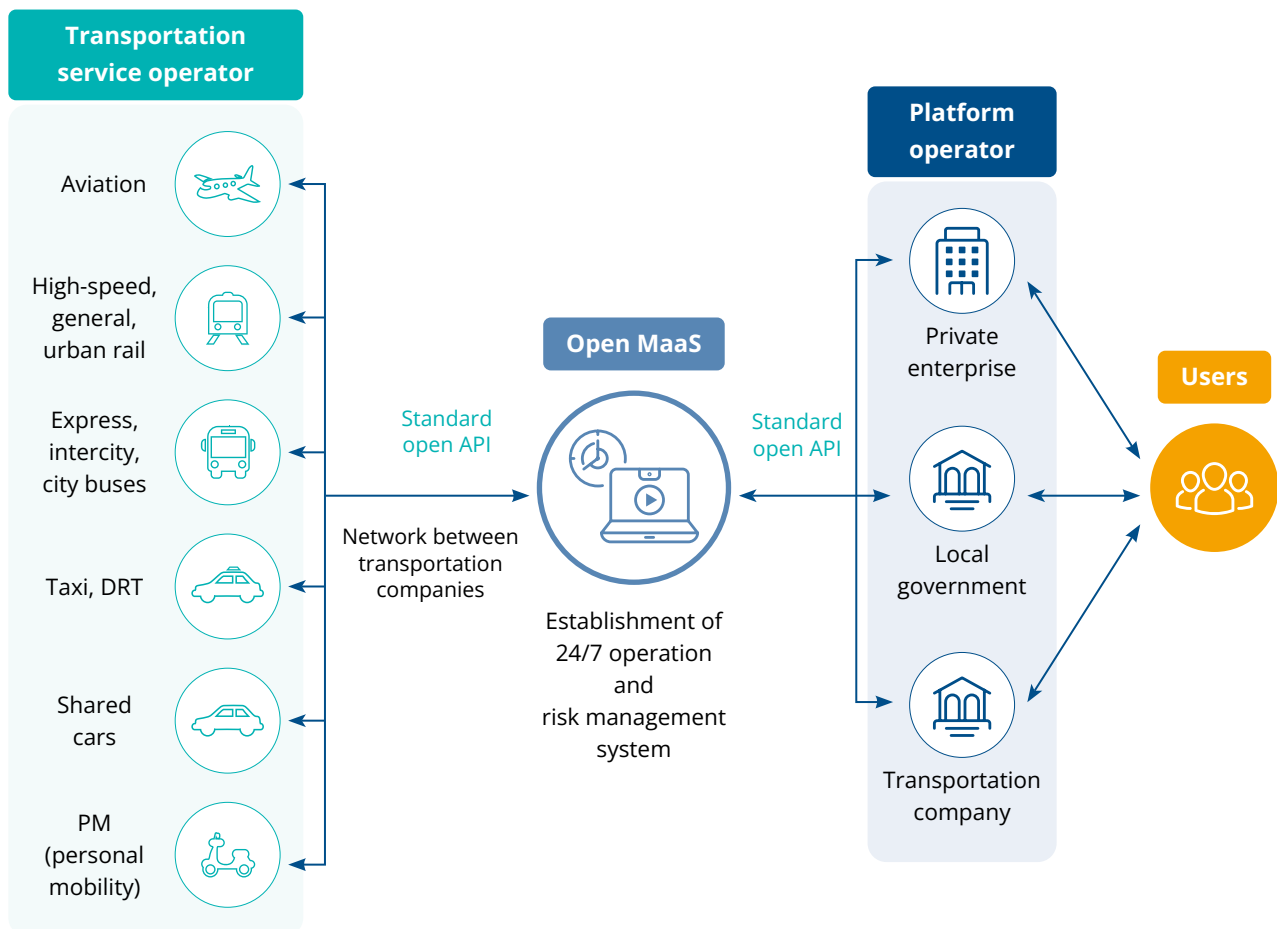 Transportation
service operator
Aviation
High-speed,
general,
urban rail
Express,
intercity,
city buses
Taxi, DRT
Shared
cars
PM
(personal
mobility)
Standard
open API
Network between
transportation
companies
Open MaaS
Establishment of
24/7 operation
and
risk management
system
Standard
open API
Platform
operator
Private
enterprise
Local
government
Transportation
company
Users